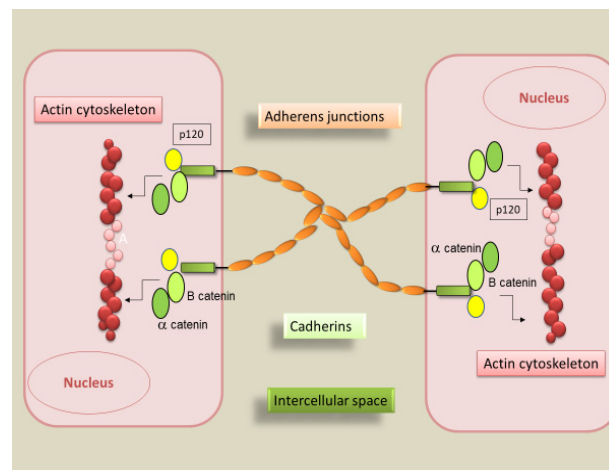 Nucleus
Actin cytoskeleton
Adherens junctions
p120
p120
A
α catenin
B catenin
B catenin
α catenin
Cadherins
Actin cytoskeleton
Nucleus
Intercellular space